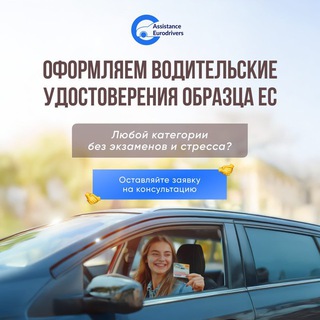 Assistance
Eurodrivers
ОФОРМЛЯЕМ ВОДИТЕЛЬСКИЕ
УДОСТОВЕРЕНИЯ ОБРАЗЦА ЕС
Любой категории
без экзаменов и стресса?
Оставляйте заявку
на консультацию